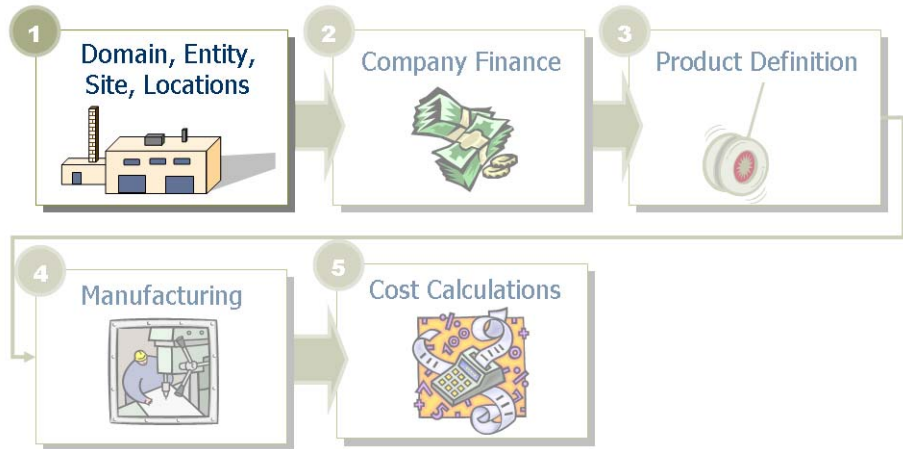 1
Domain, Entity,
Site, Locations
2
Company Finance
3
Product Definition
4
Manufacturing
5
Cost Calculations